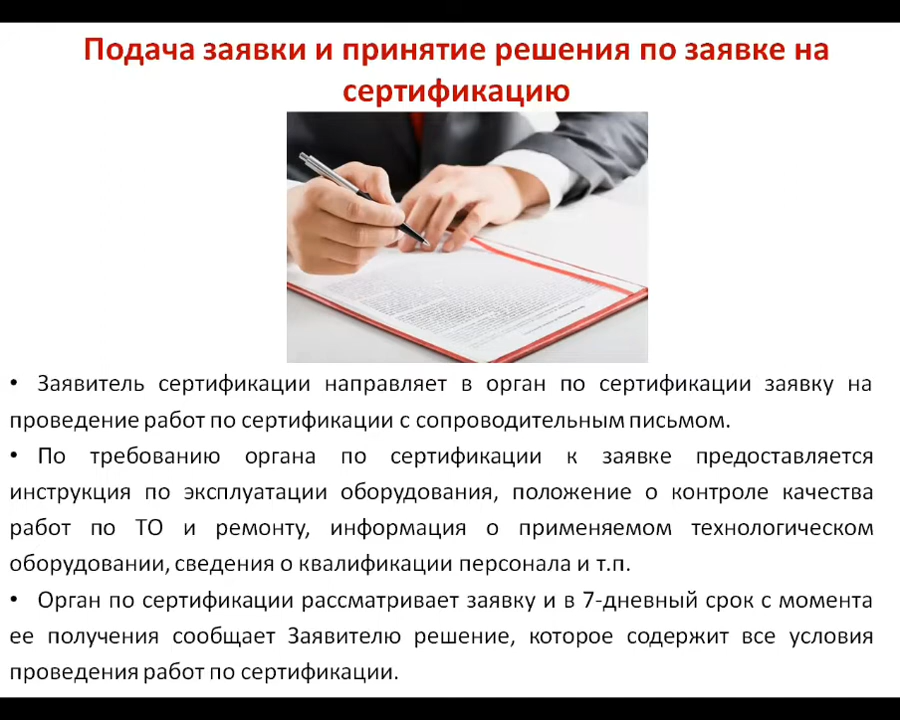 Подача заявки и принятие решения по заявке на
сертификацию
• Заявитель сертификации направляет в орган по сертификации заявку на
проведение работ по сертификации с сопроводительным письмом.
• По требованию органа по сертификации к заявке предоставляется
инструкция по эксплуатации оборудования, положение о контроле качества
работ по ТО и ремонту, информация о применяемом технологическом
оборудовании, сведения о квалификации персонала и т.п.
• Орган по сертификации рассматривает заявку и в 7-дневный срок с момента
ее получения сообщает Заявителю решение, которое содержит все условия
проведения работ по сертификации.